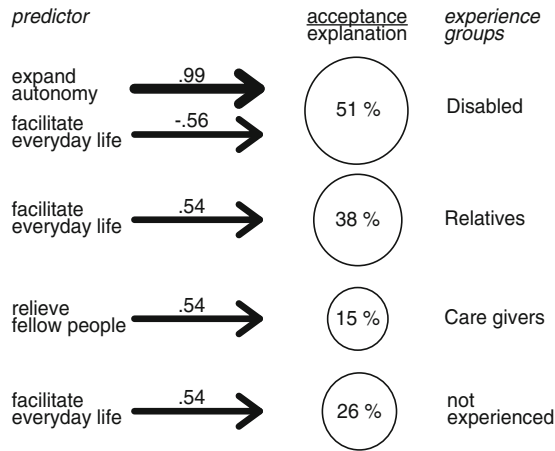 predictor
acceptance
explanation
experience
groups
expand
autonomy
.99
facilitate
everyday life
-.56
51 %
Disabled
facilitate
everyday life
.54
38 %
Relatives
relieve
fellow people
.54
15 %
Care givers
facilitate
everyday life
.54
26 %
not
experienced